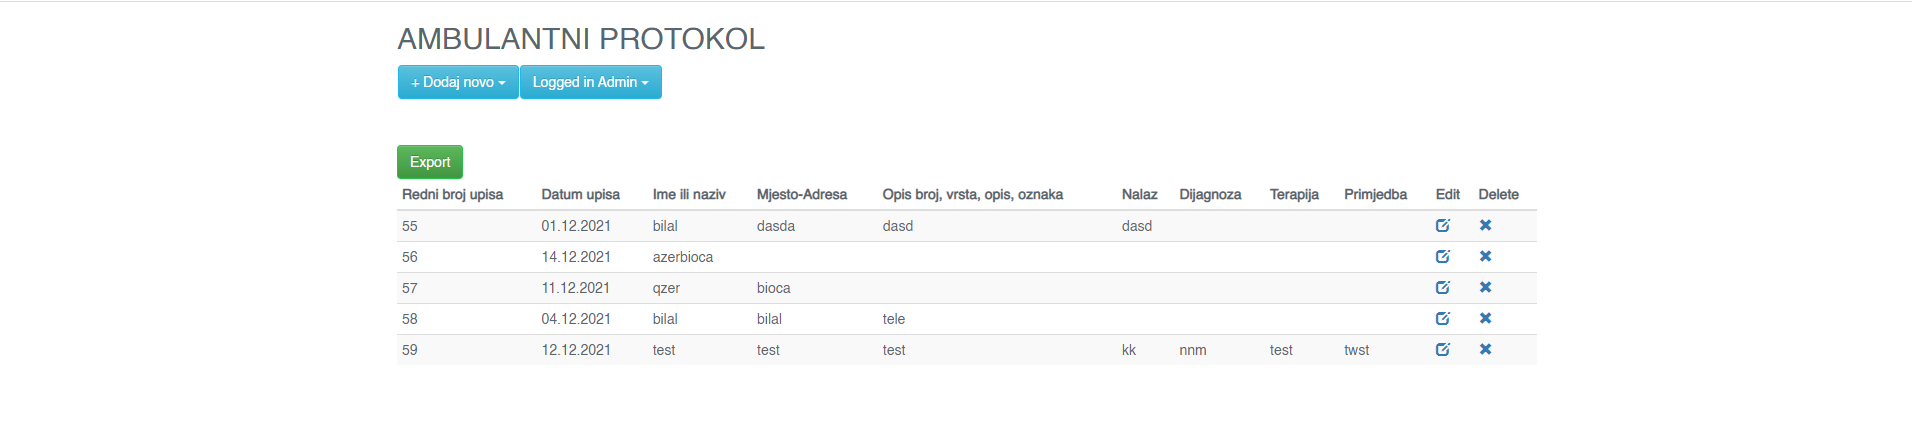 AMBULANTNI PROTOKOL
+ Dodaj novo Logged in Admin
Export
Redni broj upisa Datum upisa Ime ili naziv Mjesto-Adresa Opis broj, vrsta, opis, oznaka Nalaz Dijagnoza Terapija Primjedba Edit Delete
55 01.12.2021 bilal dasda dasd dasd
56 14.12.2021 azerbioca
57 11.12.2021 qzer bioca
58 04.12.2021 bilal bilal tele
59 12.12.2021 test test test kk nnm test twst